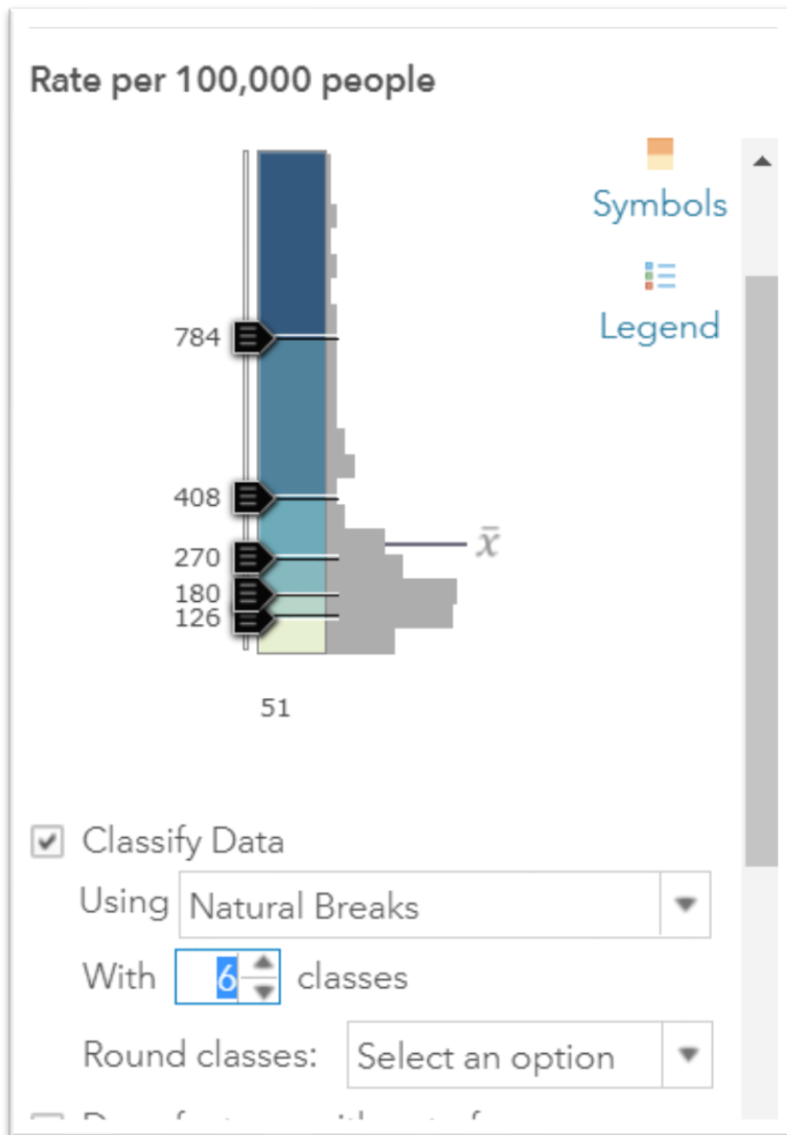 Rate per 100,000 people
Symbols
Legend
784
408
x̄
270
180
126
51
Classify Data
Using Natural Breaks
With 6 classes
Round classes: Select an option